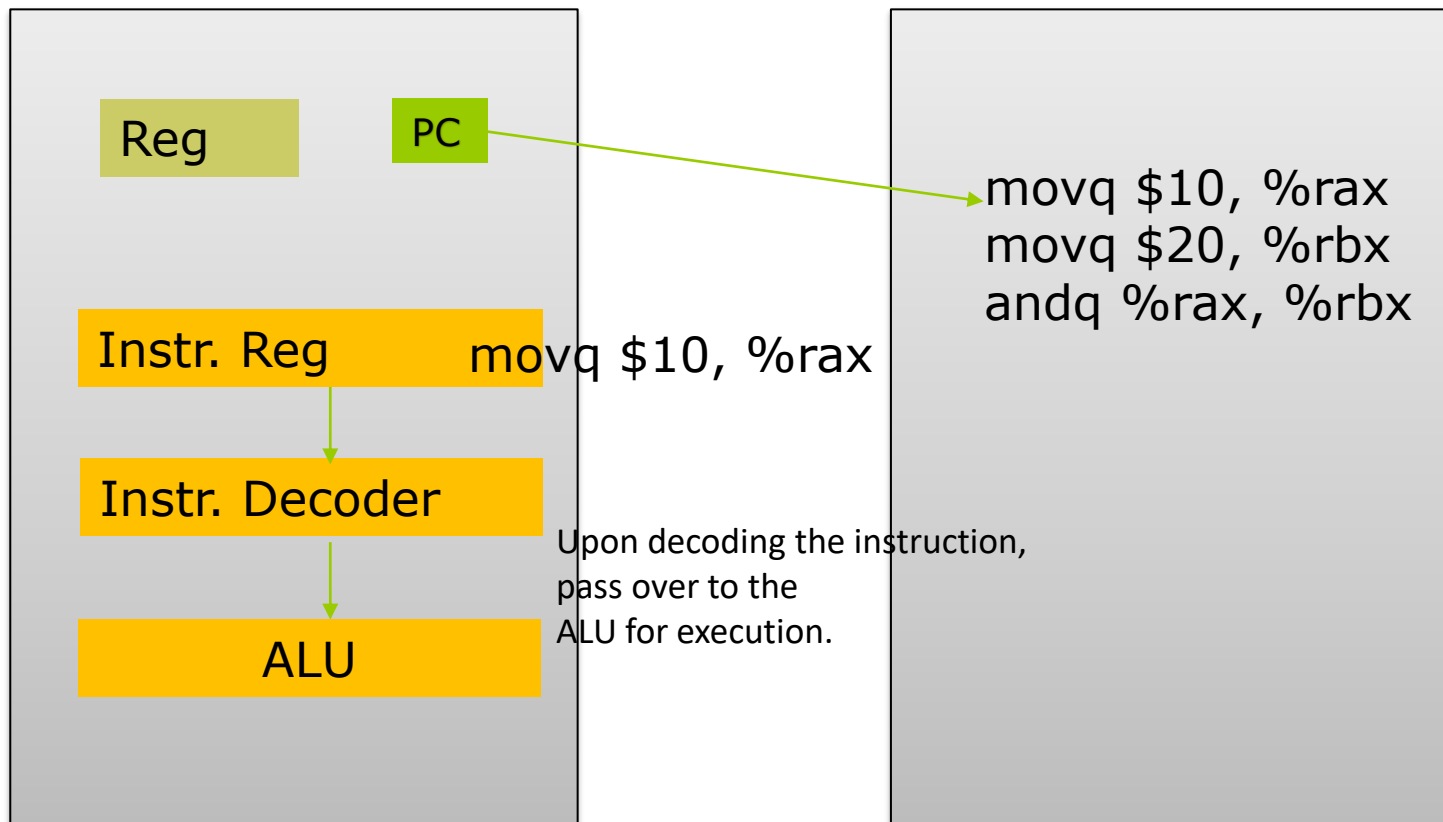 Reg
PC
movq $10, %rax
movq $20, %rbx
andq %rax, %rbx
Instr. Reg
movq $10, %rax
Instr. Decoder
Upon decoding the instruction,
pass over to the
ALU for execution.
ALU